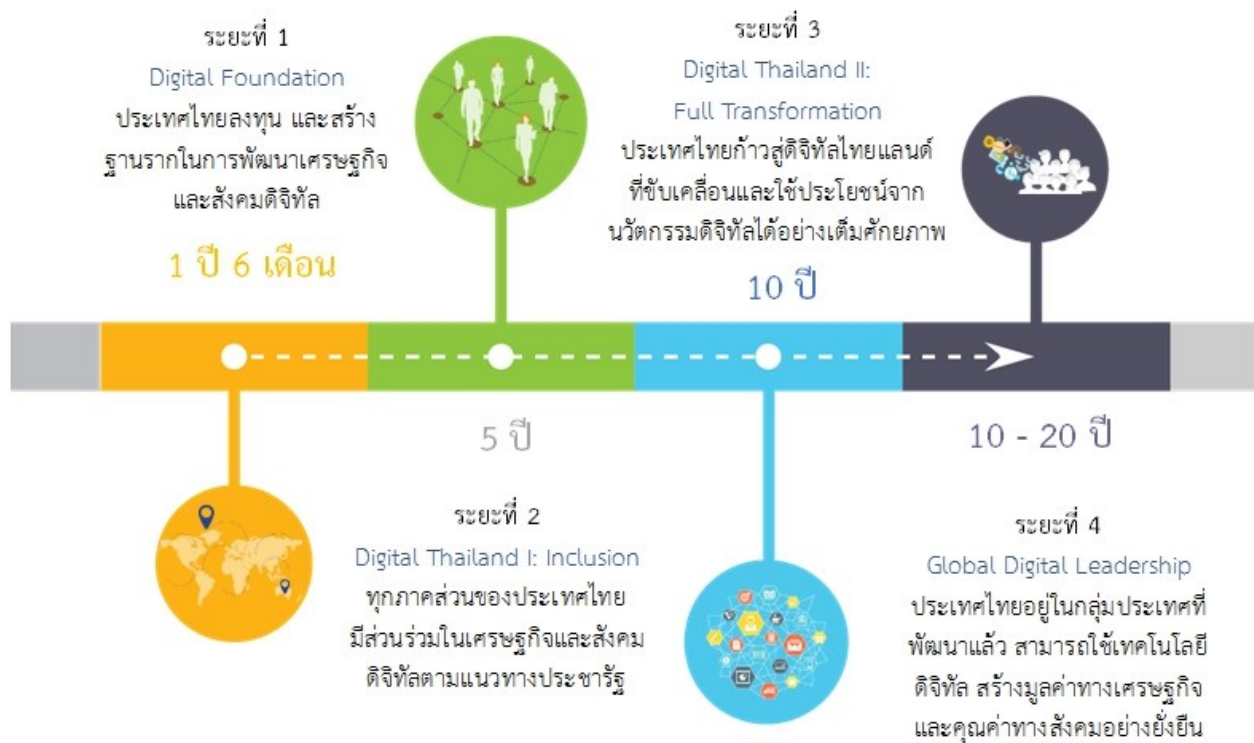 ระยะที่ 1
Digital Foundation
ประเทศไทยลงทุน และสร้าง
ฐานรากในการพัฒนาเศรษฐกิจ
และสังคมดิจิทัล
1 ปี 6 เดือน
5 ปี
ระยะที่ 2
Digital Thailand I: Inclusion
ทุกภาคส่วนของประเทศไทย
มีส่วนร่วมในเศรษฐกิจและสังคม
ดิจิทัลตามแนวทางประชารัฐ
ระยะที่ 3
Digital Thailand II:
Full Transformation
ประเทศไทยก้าวสู่ดิจิทัลไทยแลนด์
ที่ขับเคลื่อนและใช้ประโยชน์จาก
นวัตกรรมดิจิทัลได้อย่างเต็มศักยภาพ
10 ปี
10 - 20 ปี
ระยะที่ 4
Global Digital Leadership
ประเทศไทยอยู่ในกลุ่มประเทศที่
พัฒนาแล้ว สามารถใช้เทคโนโลยี
ดิจิทัล สร้างมูลค่าทางเศรษฐกิจ
และคุณค่าทางสังคมอย่างยั่งยืน